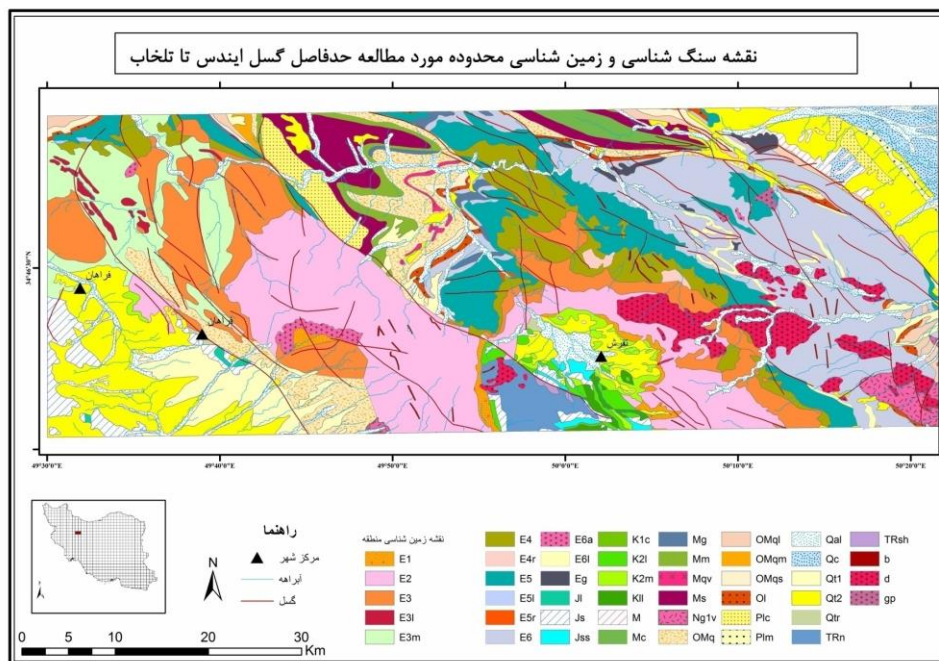 نقشه سنگ شناسی و زمین شناسی محدوده مورد مطالعه حدفاصل گسل ایندس تا تلخاب
34°46'30"N
فراهان
فراهان
تفرش
49°30'0"E 49°40'0"E 49°50'0"E 50°0'0"E 50°10'0"E 50°20'0"E
راهنما
مرکز شهر
آبراهه
گسل
N
0 5 10 20 30
Km
نقشه زمین شناسی منطقه
E1
E2
E3
E3l
E3m
E4
E4r
E5
E5l
E5r
E6
E6a
E6l
Eg
Jl
Js
Jss
K1c
K2l
K2m
Kll
M
Mc
Mg
Mm
Mqv
Ms
Ng1v
OMq
OMql
OMqm
OMqs
Ol
Plc
Plm
Qal
Qc
Qt1
Qt2
Qtr
TRn
TRsh
b
d
gp